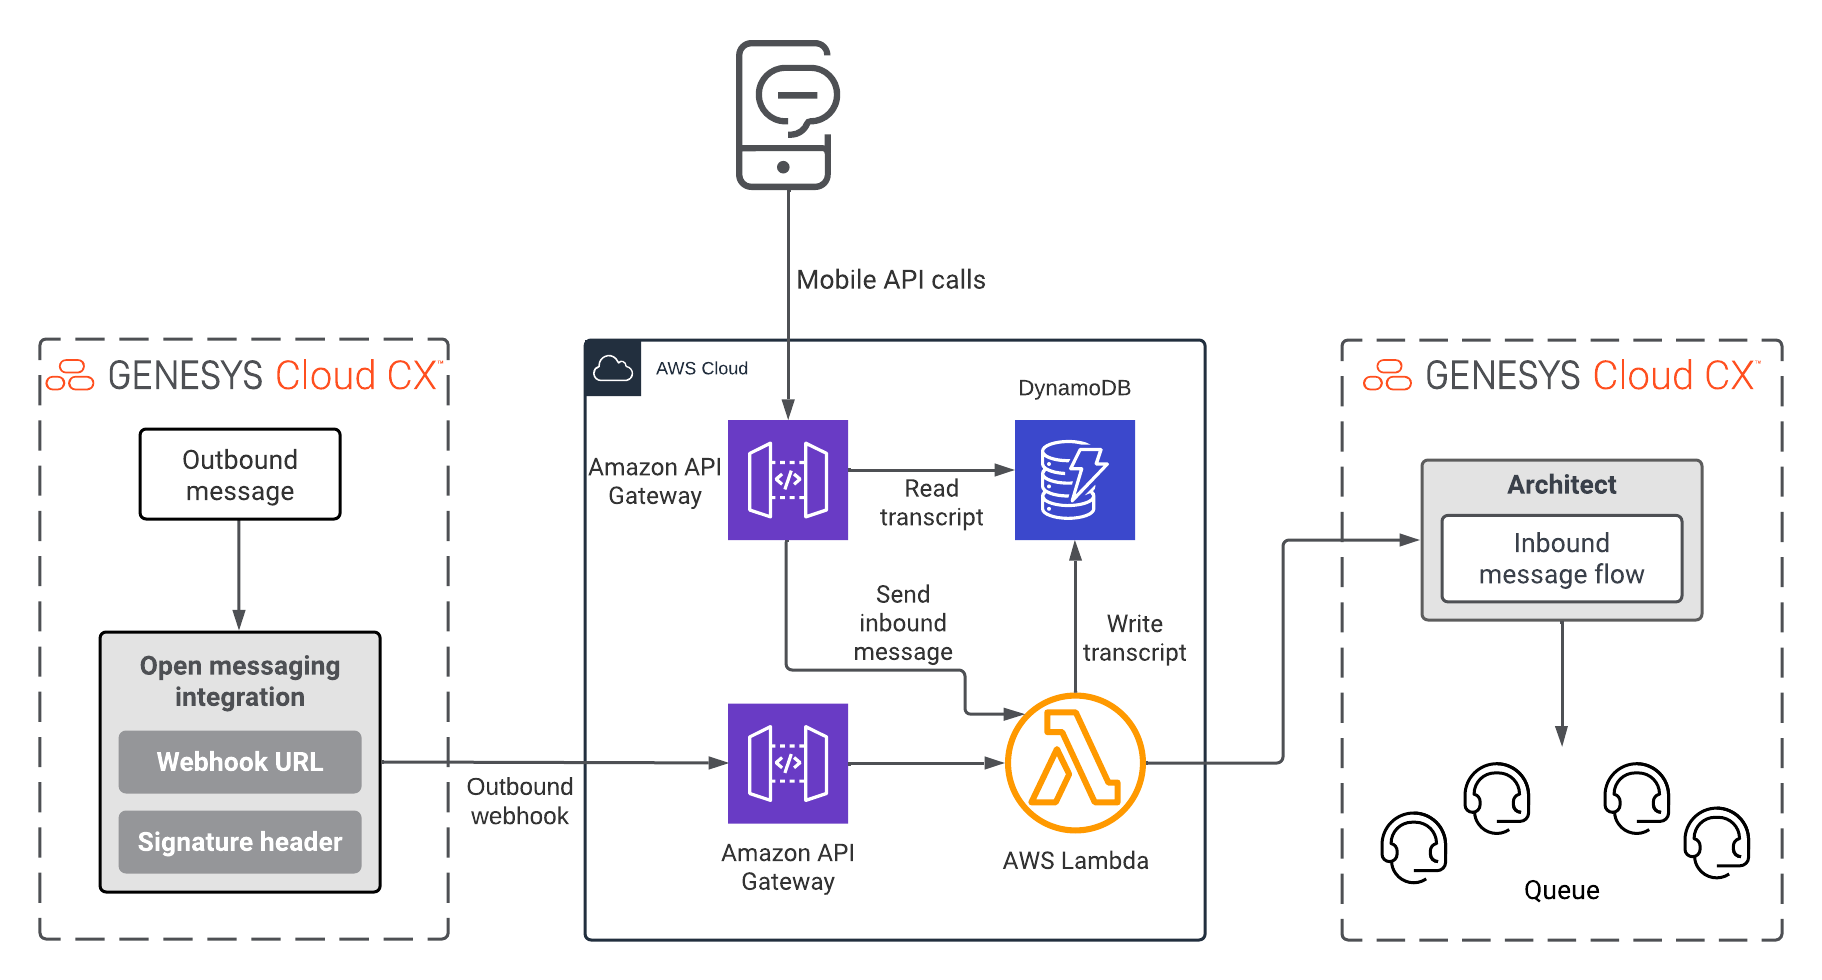 Mobile API calls
GENESYS Cloud CX™
Outbound
message
Open messaging
integration
Webhook URL
Signature header
Outbound
webhook
AWS Cloud
Amazon API
Gateway
DynamoDB
Read
transcript
Send
inbound
message
Write
transcript
</>
</>
Amazon API
Gateway
AWS Lambda
GENESYS Cloud CX™
Architect
Inbound
message flow
Queue